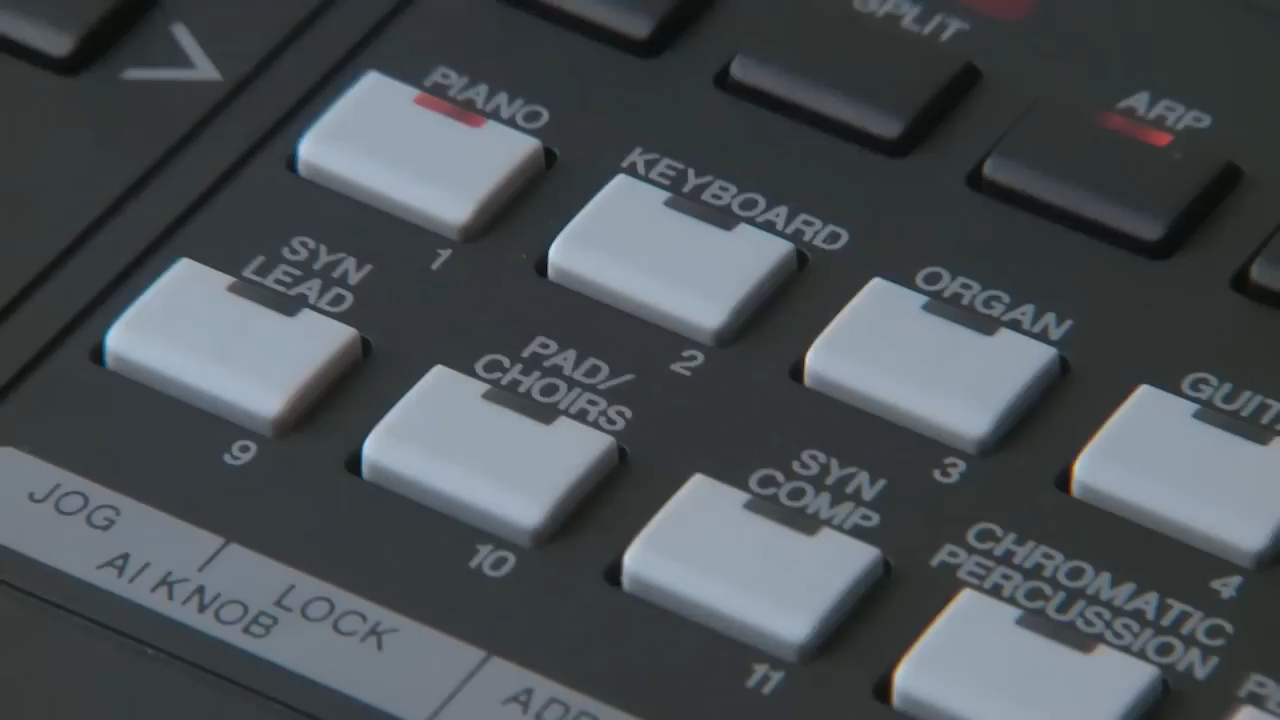 SPLIT
ARP
PIANO
1
KEYBOARD
2
ORGAN
3
4
SYN
LEAD
9
PAD/
CHOIRS
10
SYN
COMP
11
CHROMATIC
PERCUSSION
JOG
AI KNOB
LOCK